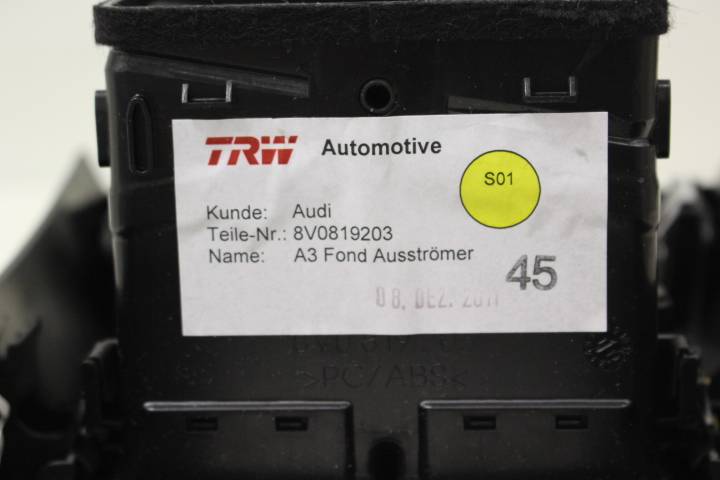 TRW Automotive
S01
Kunde: Audi
Teile-Nr.: 8V0819203
Name: A3 Fond Ausströmer
45
08. DEZ. 2011
>PC/ABS<